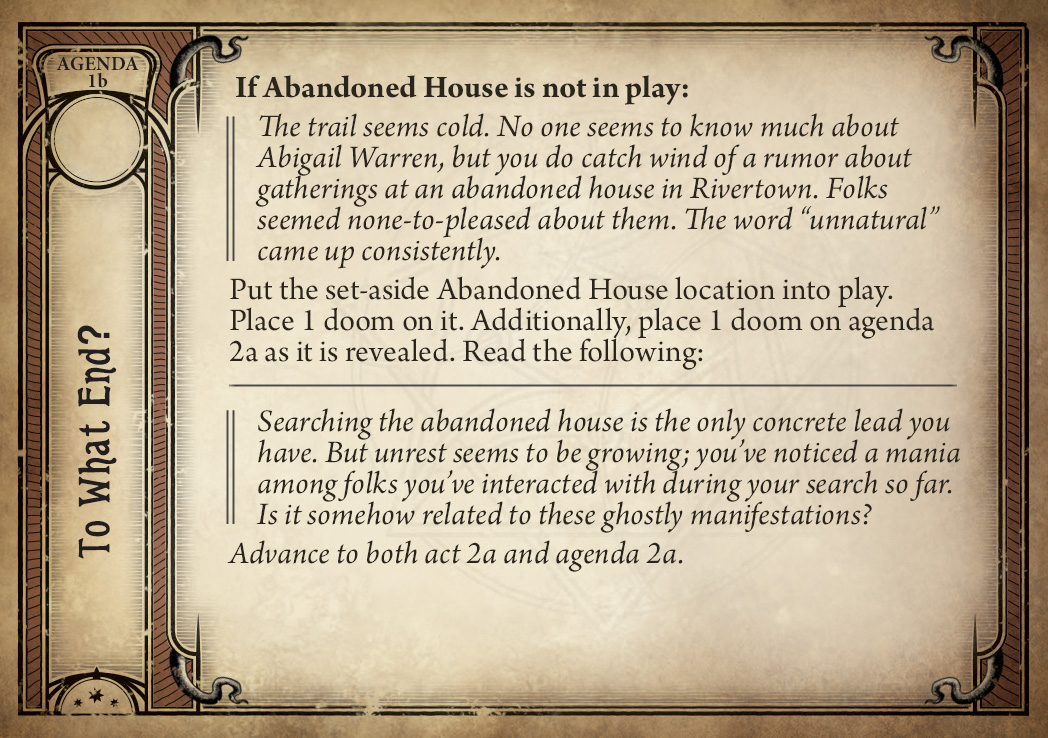 AGENDA
1b
To What End?
If Abandoned House is not in play:
The trail seems cold. No one seems to know much about
Abigail Warren, but you do catch wind of a rumor about
gatherings at an abandoned house in Rivertown. Folks
seemed none-to-pleased about them. The word “unnatural”
came up consistently.
Put the set-aside Abandoned House location into play.
Place 1 doom on it. Additionally, place 1 doom on agenda
2a as it is revealed. Read the following:
Searching the abandoned house is the only concrete lead you
have. But unrest seems to be growing; you’ve noticed a mania
among folks you’ve interacted with during your search so far.
Is it somehow related to these ghostly manifestations?
Advance to both act 2a and agenda 2a.